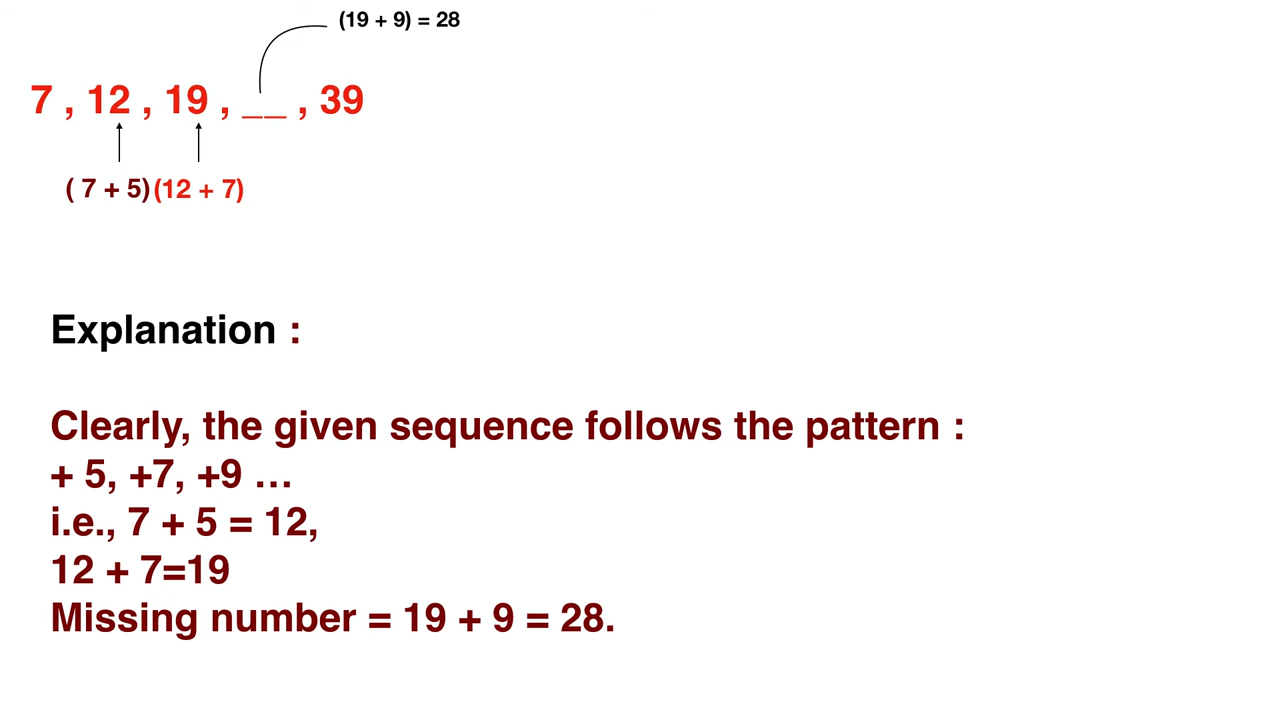 (19 + 9) = 28
7 , 12 , 19 , __ , 39
( 7 + 5) (12 + 7)
Explanation :
Clearly, the given sequence follows the pattern :
+ 5, +7, +9 …
i.e., 7 + 5 = 12,
12 + 7=19
Missing number = 19 + 9 = 28.